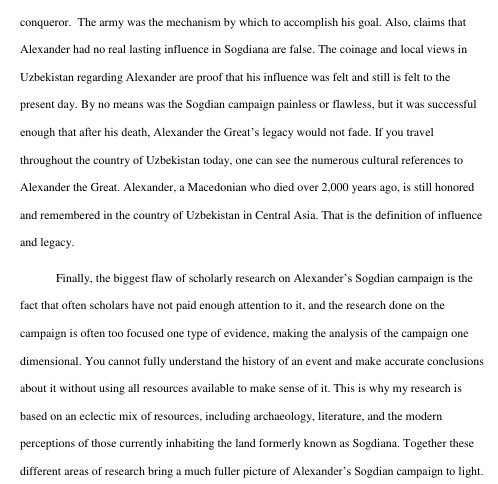 conqueror.  The army was the mechanism by which to accomplish his goal. Also, claims that
Alexander had no real lasting influence in Sogdiana are false. The coinage and local views in
Uzbekistan regarding Alexander are proof that his influence was felt and still is felt to the
present day. By no means was the Sogdian campaign painless or flawless, but it was successful
enough that after his death, Alexander the Great’s legacy would not fade. If you travel
throughout the country of Uzbekistan today, one can see the numerous cultural references to
Alexander the Great. Alexander, a Macedonian who died over 2,000 years ago, is still honored
and remembered in the country of Uzbekistan in Central Asia. That is the definition of influence
and legacy.
Finally, the biggest flaw of scholarly research on Alexander’s Sogdian campaign is the
fact that often scholars have not paid enough attention to it, and the research done on the
campaign is often too focused one type of evidence, making the analysis of the campaign one
dimensional. You cannot fully understand the history of an event and make accurate conclusions
about it without using all resources available to make sense of it. This is why my research is
based on an eclectic mix of resources, including archaeology, literature, and the modern
perceptions of those currently inhabiting the land formerly known as Sogdiana. Together these
different areas of research bring a much fuller picture of Alexander’s Sogdian campaign to light.